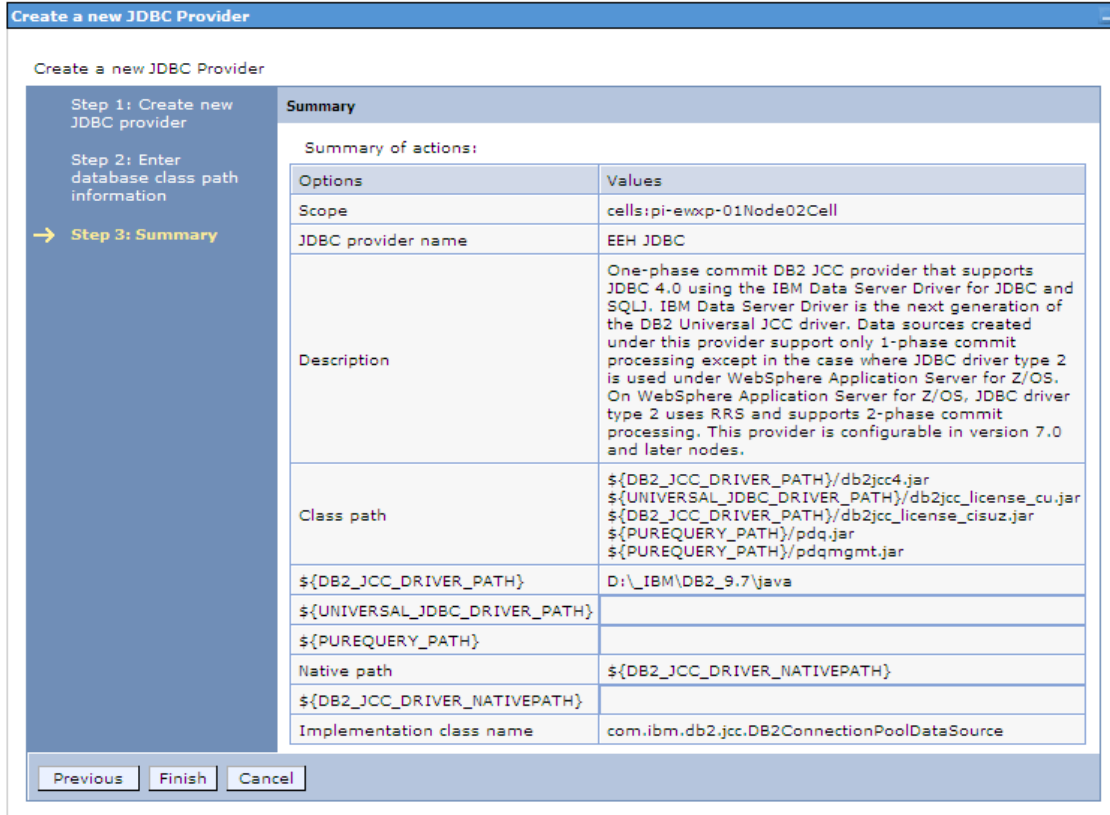 Create a new JDBC Provider
Create a new JDBC Provider
Step 1: Create new
JDBC provider
Step 2: Enter
database class path
information
Step 3: Summary
Summary
Summary of actions:
Options Values
Scope cells:pi-ewxp-01Node02Cell
JDBC provider name EEH JDBC
Description
One-phase commit DB2 JCC provider that supports
JDBC 4.0 using the IBM Data Server Driver for JDBC and
SQLJ. IBM Data Server Driver is the next generation of
the DB2 Universal JCC driver. Data sources created
under this provider support only 1-phase commit
processing except in the case where JDBC driver type 2
is used under WebSphere Application Server for Z/OS.
On WebSphere Application Server for Z/OS, JDBC driver
type 2 uses RRS and supports 2-phase commit
processing. This provider is configurable in version 7.0
and later nodes.
Class path
${DB2_JCC_DRIVER_PATH}/db2jcc4.jar
${UNIVERSAL_JDBC_DRIVER_PATH}/db2jcc_license_cu.jar
${DB2_JCC_DRIVER_PATH}/db2jcc_license_cisuz.jar
${PUREQUERY_PATH}/pdq.jar
${PUREQUERY_PATH}/pdqmgmt.jar
${DB2_JCC_DRIVER_PATH} D:\_IBM\DB2_9.7\java
${UNIVERSAL_JDBC_DRIVER_PATH}
${PUREQUERY_PATH}
Native path ${DB2_JCC_DRIVER_NATIVEPATH}
${DB2_JCC_DRIVER_NATIVEPATH}
Implementation class name com.ibm.db2.jcc.DB2ConnectionPoolDataSource
Previous Finish Cancel